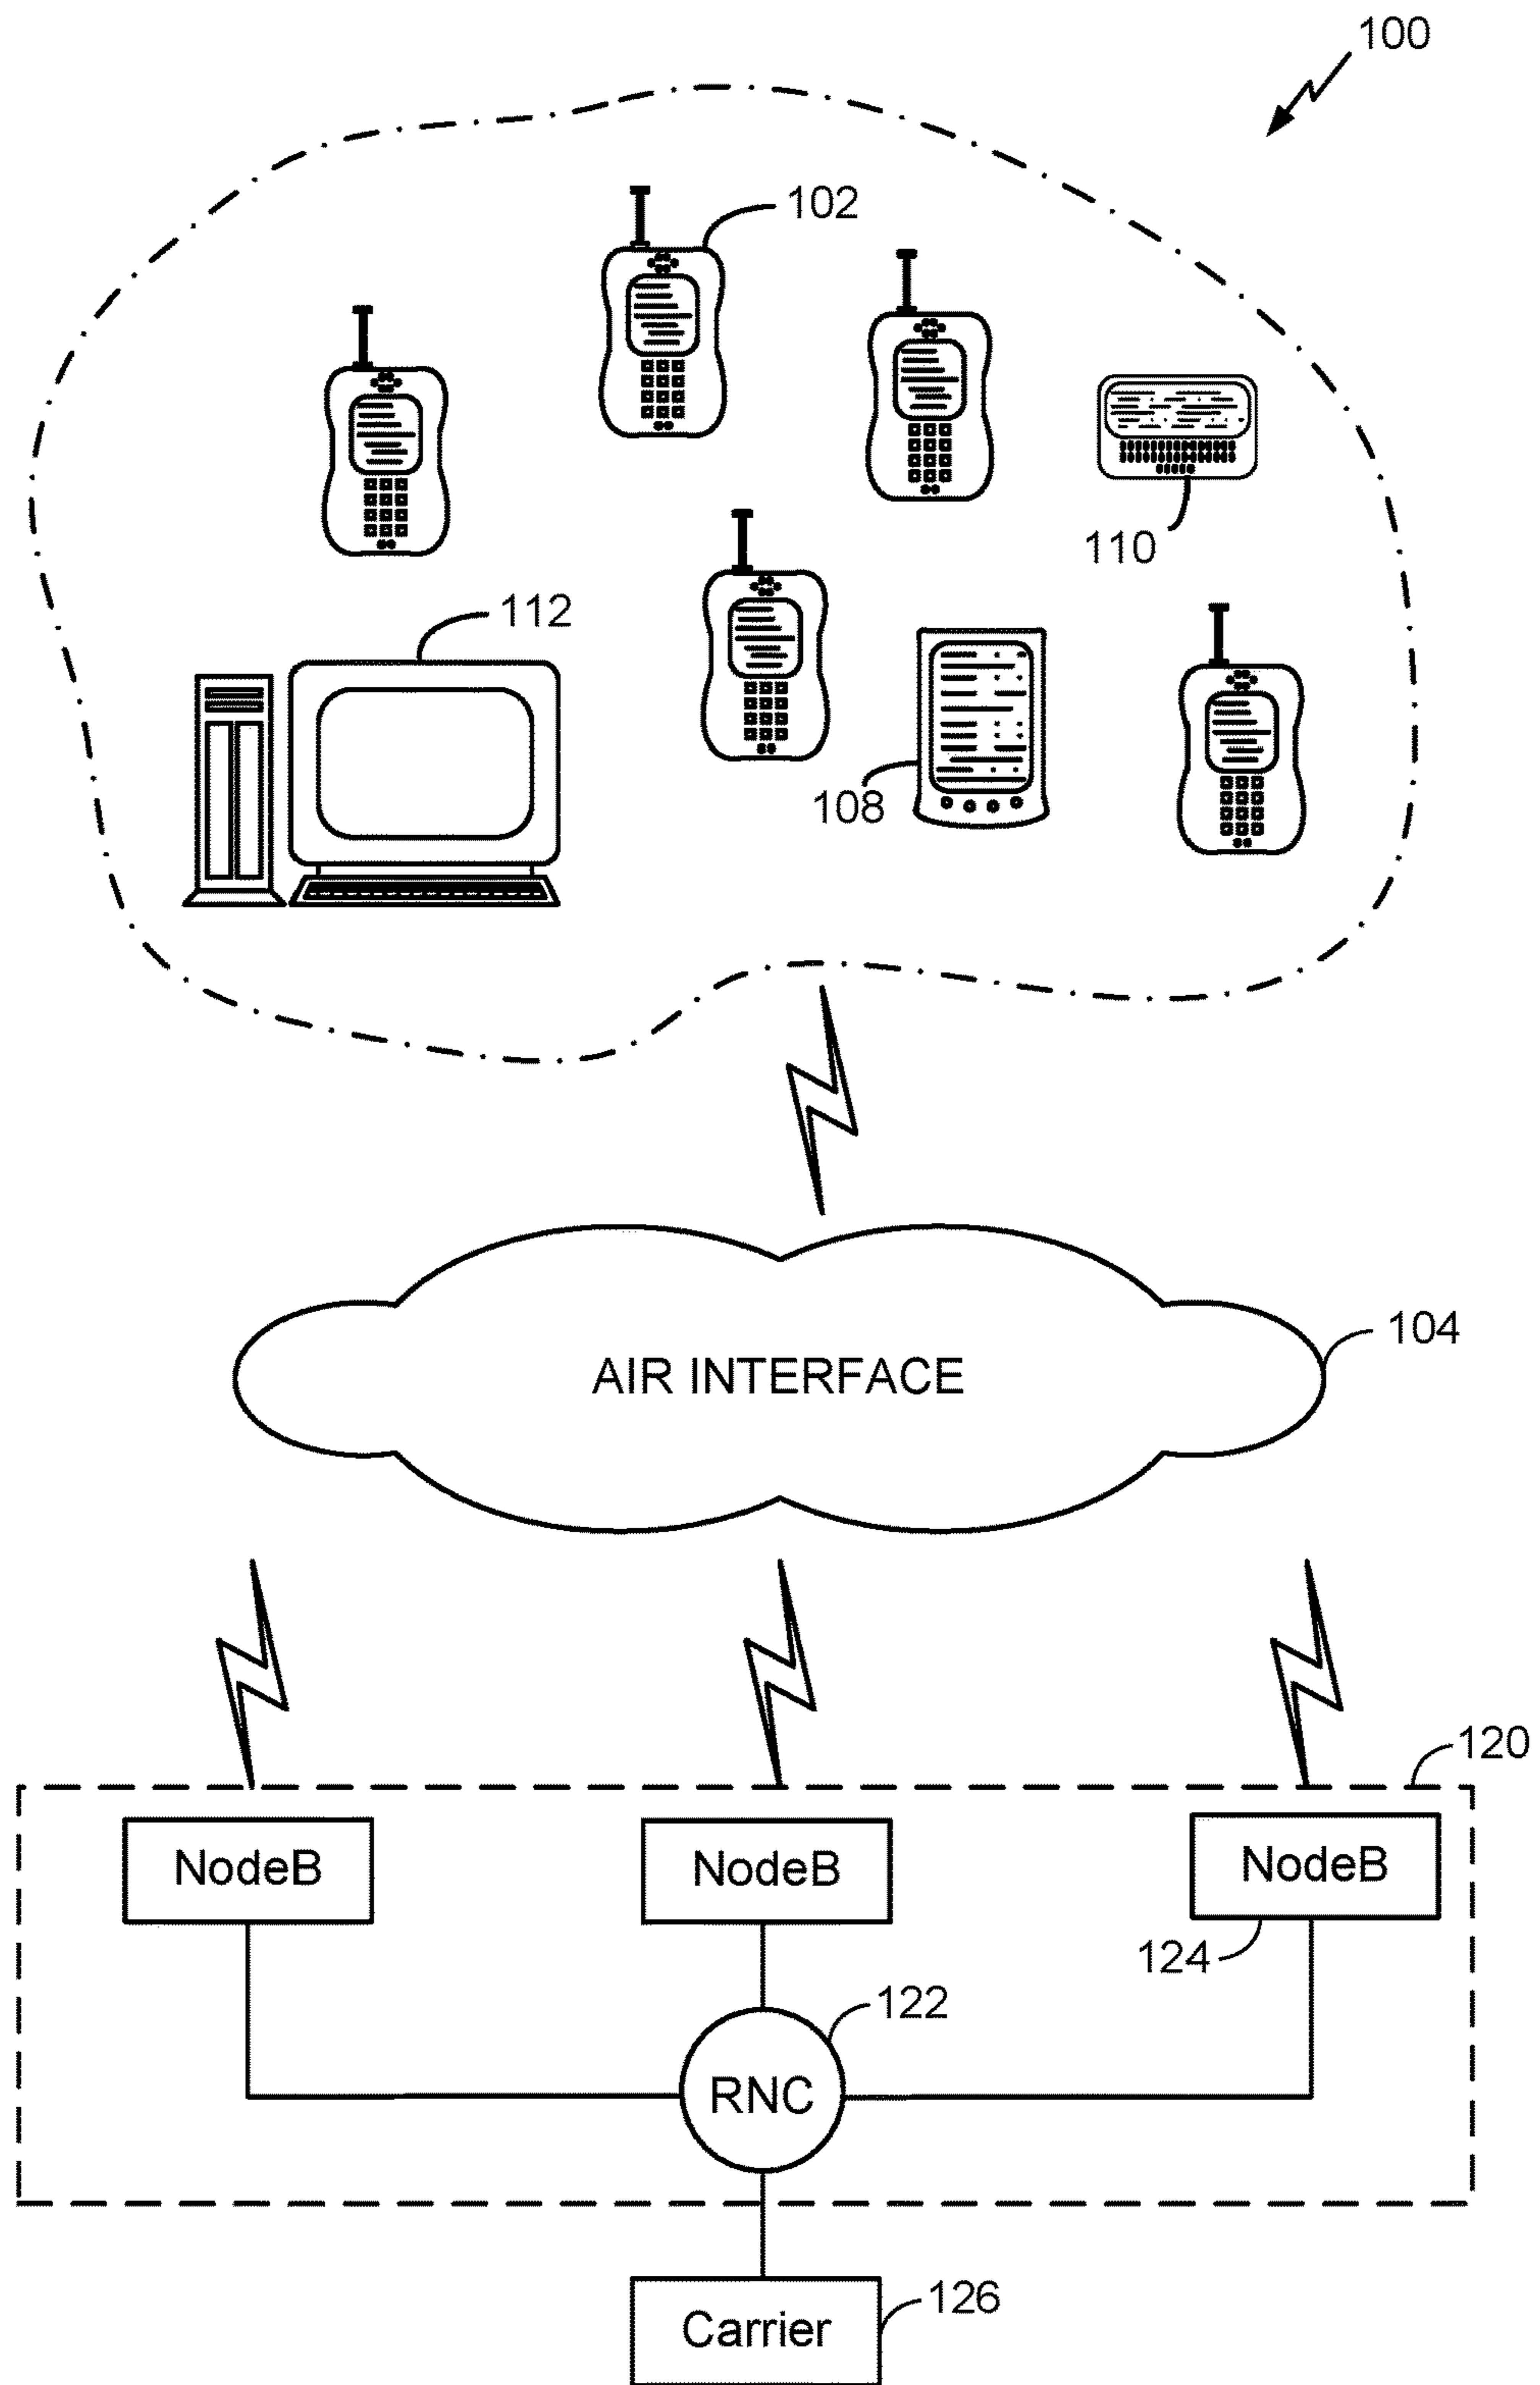 100
102
110
112
108
104
AIR INTERFACE
120
NodeB
NodeB
NodeB
124
122
RNC
126
Carrier